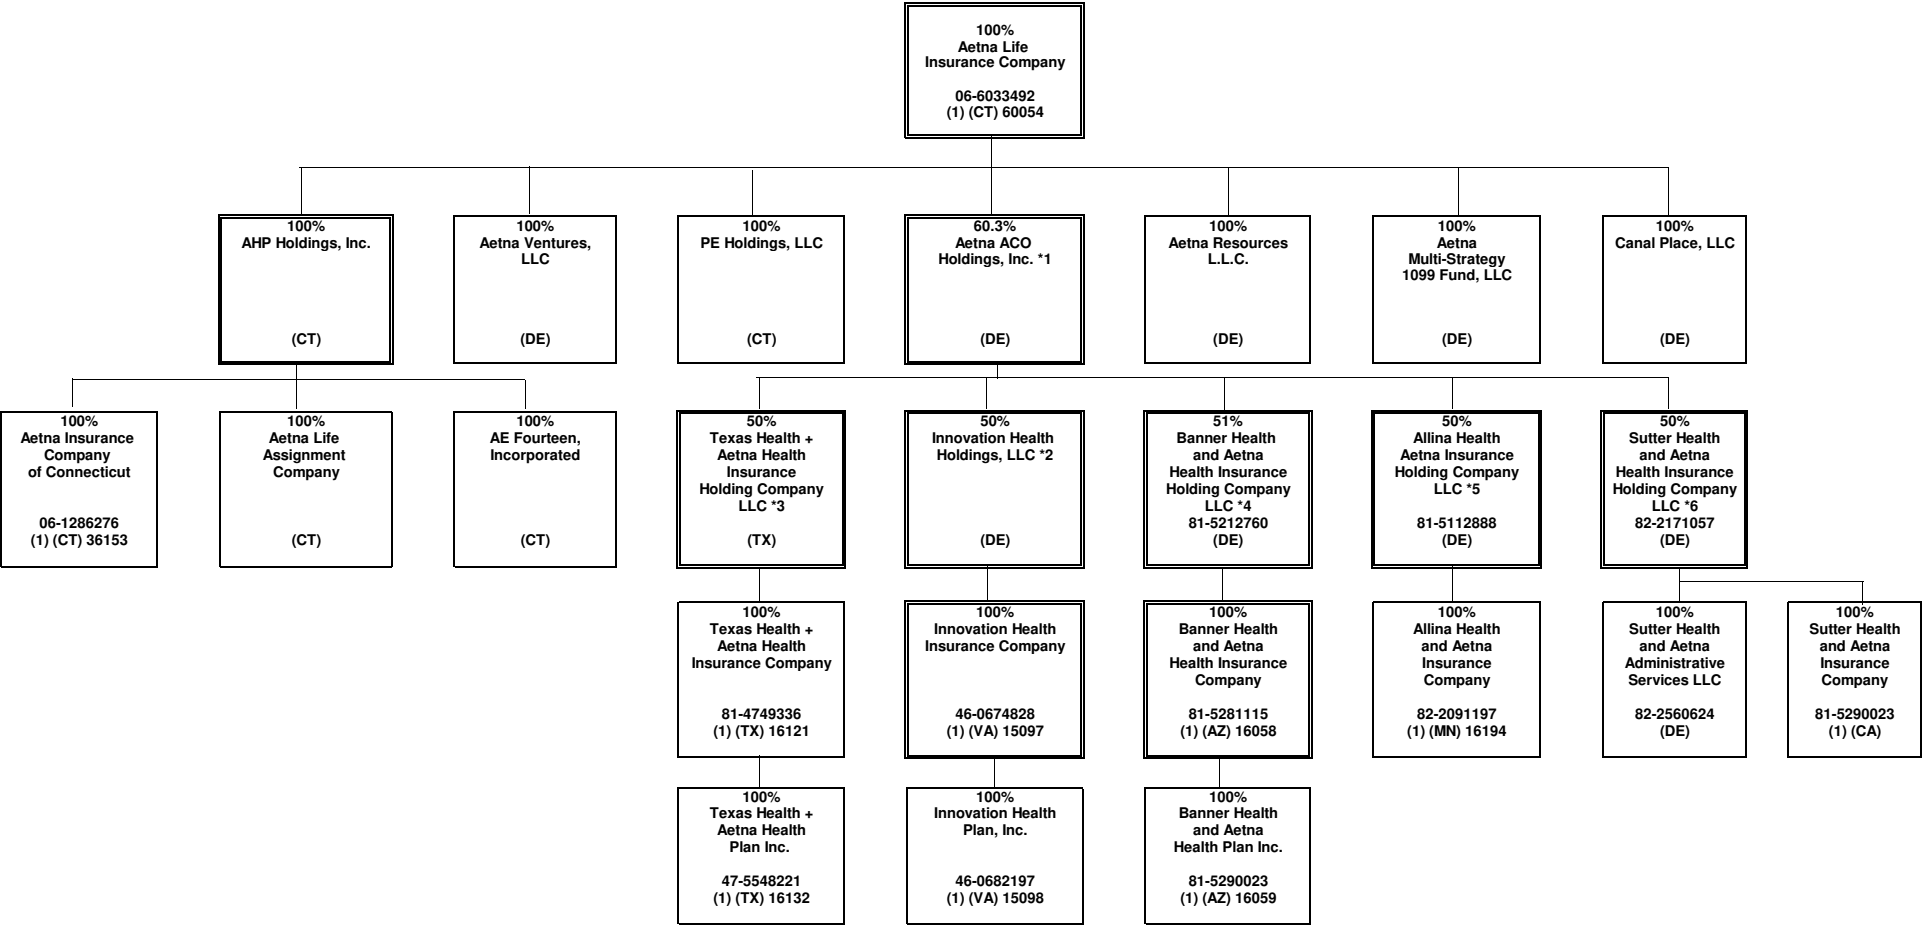 100%
Aetna Life
Insurance Company
06-6033492
(1) (CT) 60054
100%
AHP Holdings, Inc.
(CT)
100%
Aetna Ventures,
LLC
(DE)
100%
PE Holdings, LLC
(CT)
60.3%
Aetna ACO
Holdings, Inc. *1
(DE)
100%
Aetna Resources
L.L.C.
(DE)
100%
Aetna
Multi-Strategy
1099 Fund, LLC
(DE)
100%
Canal Place, LLC
(DE)
100%
Aetna Insurance
Company
of Connecticut
06-1286276
(1) (CT) 36153
100%
Aetna Life
Assignment
Company
(CT)
100%
AE Fourteen,
Incorporated
(CT)
50%
Texas Health +
Aetna Health
Insurance
Holding Company
LLC *3
(TX)
50%
Innovation Health
Holdings, LLC *2
(DE)
51%
Banner Health
and Aetna
Health Insurance
Holding Company
LLC *4
81-5212760
(DE)
50%
Allina Health
Aetna Insurance
Holding Company
LLC *5
81-5112888
(DE)
50%
Sutter Health
and Aetna
Health Insurance
Holding Company
LLC *6
82-2171057
(DE)
100%
Texas Health +
Aetna Health
Insurance Company
81-4749336
(1) (TX) 16121
100%
Innovation Health
Insurance Company
46-0674828
(1) (VA) 15097
100%
Banner Health
and Aetna
Health Insurance
Company
81-5281115
(1) (AZ) 16058
100%
Allina Health
and Aetna
Insurance
Company
82-2091197
(1) (MN) 16194
100%
Sutter Health
and Aetna
Administrative
Services LLC
82-2560624
(DE)
100%
Sutter Health
and Aetna
Insurance
Company
81-5290023
(1) (CA)
100%
Texas Health +
Aetna Health
Plan Inc.
47-5548221
(1) (TX) 16132
100%
Innovation Health
Plan, Inc.
46-0682197
(1) (VA) 15098
100%
Banner Health
and Aetna
Health Plan Inc.
81-5290023
(1) (AZ) 16059